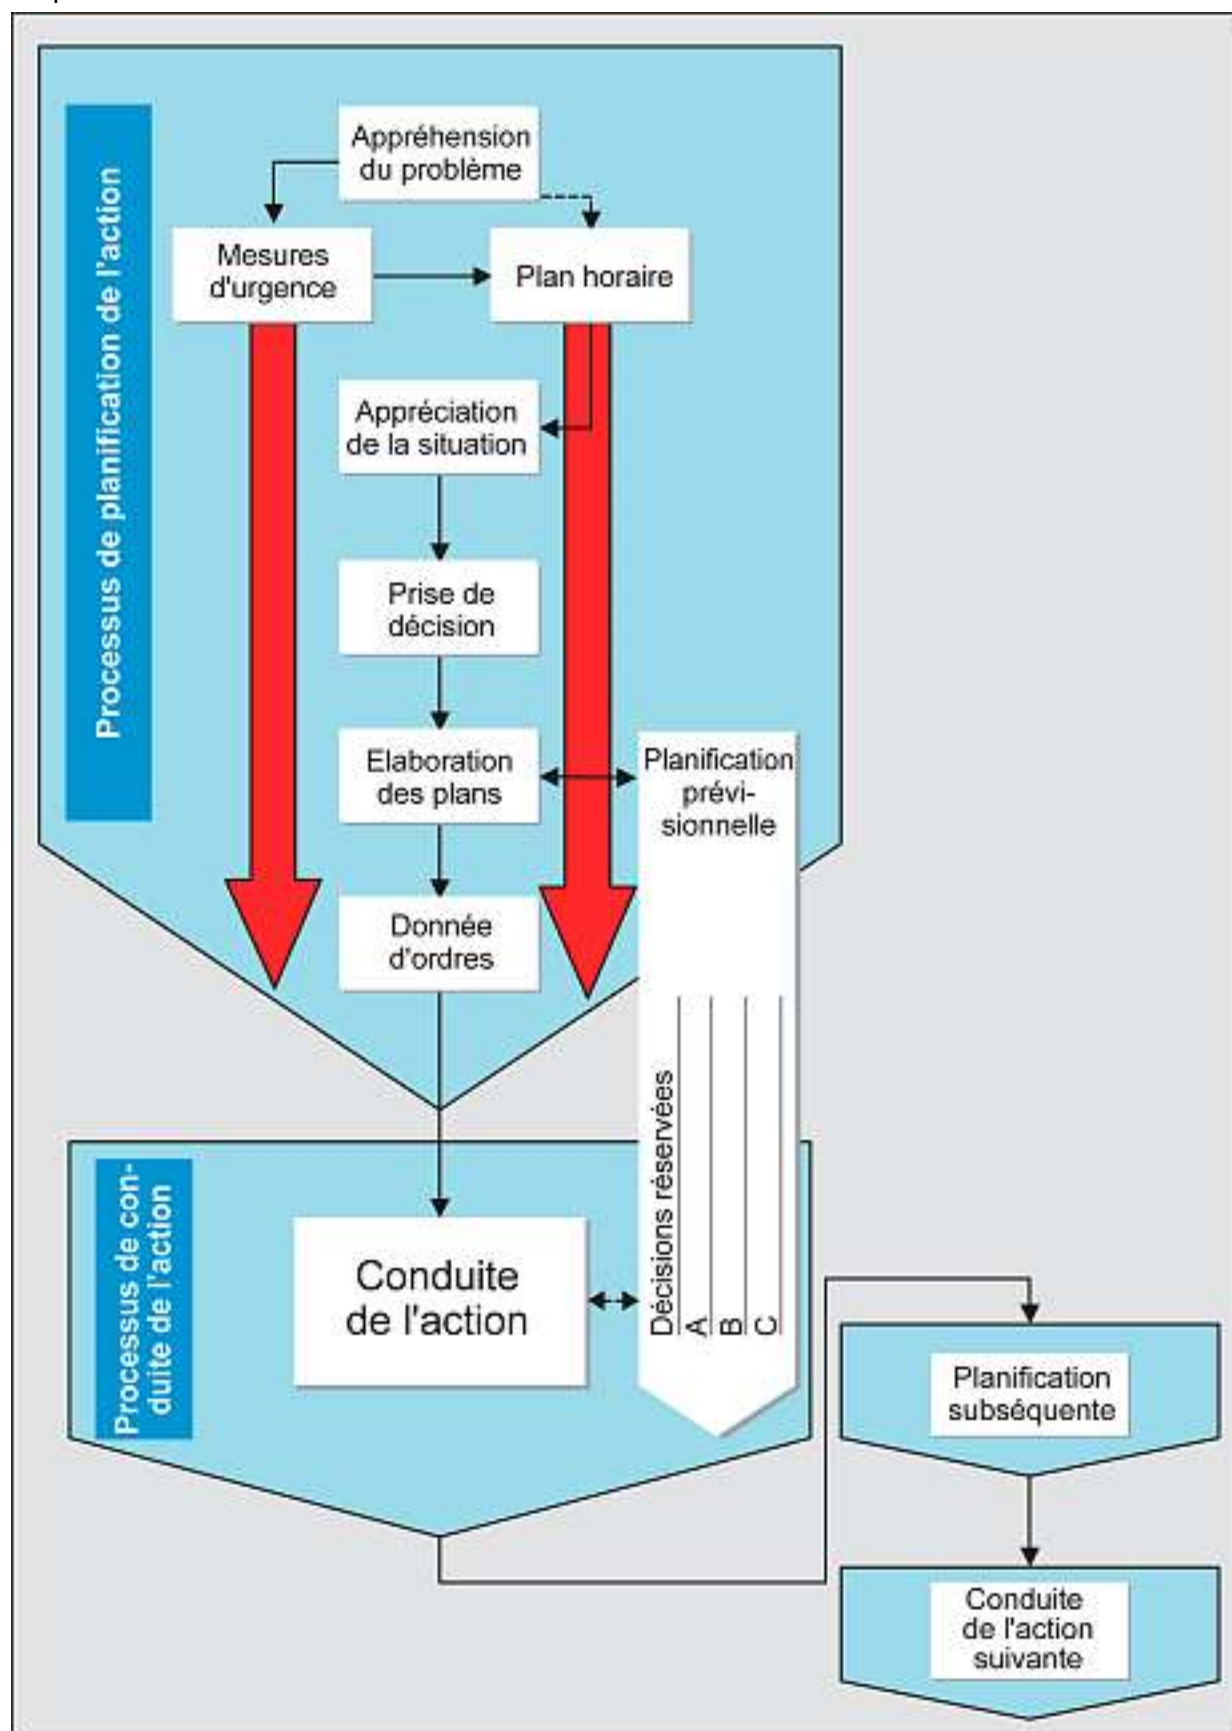 Processus de planification de l'action
Appréhension
du problème
Mesures
d'urgence
Plan horaire
Appréciation
de la situation
Prise de
décision
Elaboration
des plans
Planification
prévi-
sionnelle
Donnée
d'ordres
Décisions réservées
A
B
C
Processus de con-
duite de l'action
Conduite
de l'action
Planification
subséquente
Conduite
de l'action
suivante